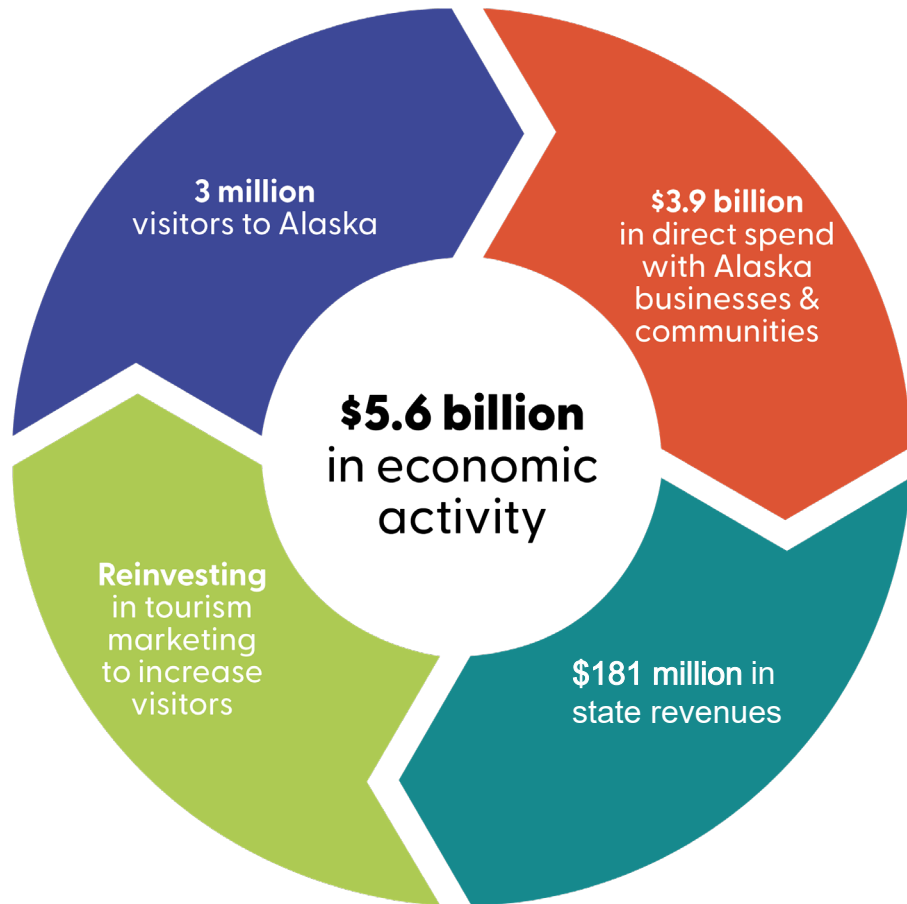 3 million
visitors to Alaska
$3.9 billion
in direct spend
with Alaska
businesses &
communities
$181 million in
state revenues
Reinvesting
in tourism
marketing
to increase
visitors
$5.6 billion
in economic
activity